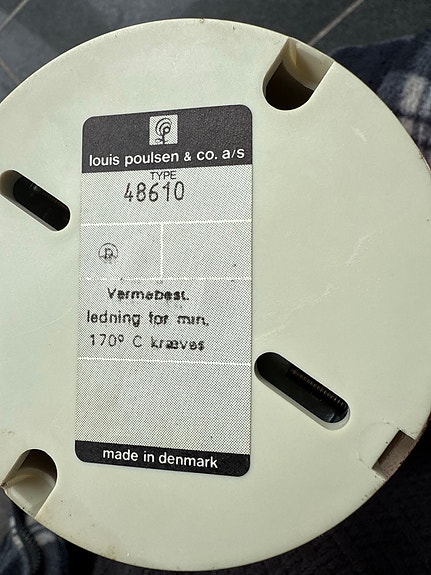 louis poulsen & co. a/s
TYPE
48610
D
Varmebest.
ledning for min.
170° C kræves
made in denmark